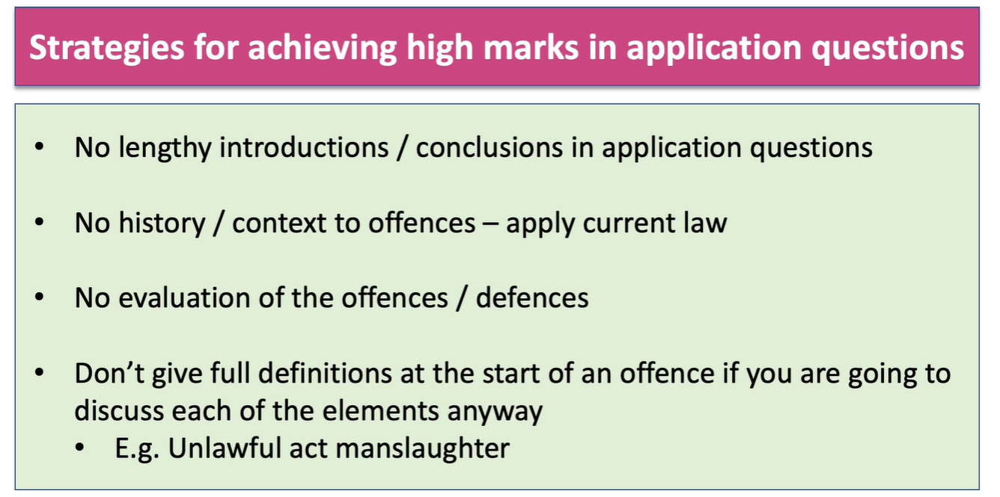 Strategies for achieving high marks in application questions
• No lengthy introductions / conclusions in application questions
• No history / context to offences – apply current law
• No evaluation of the offences / defences
• Don’t give full definitions at the start of an offence if you are going to
discuss each of the elements anyway
• E.g. Unlawful act manslaughter